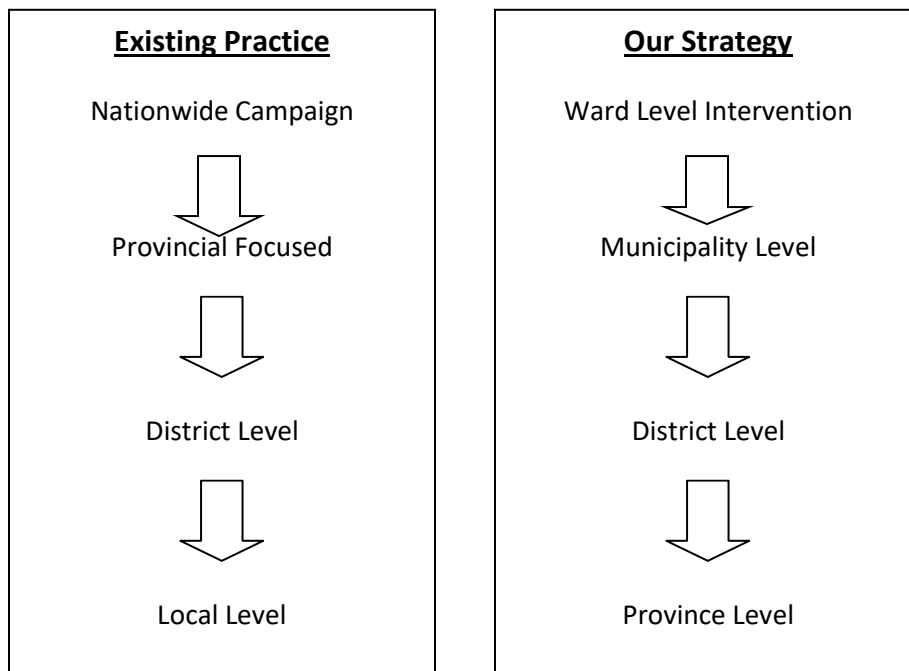 Existing Practice
Nationwide Campaign
Provincial Focused
District Level
Local Level
Our Strategy
Ward Level Intervention
Municipality Level
District Level
Province Level